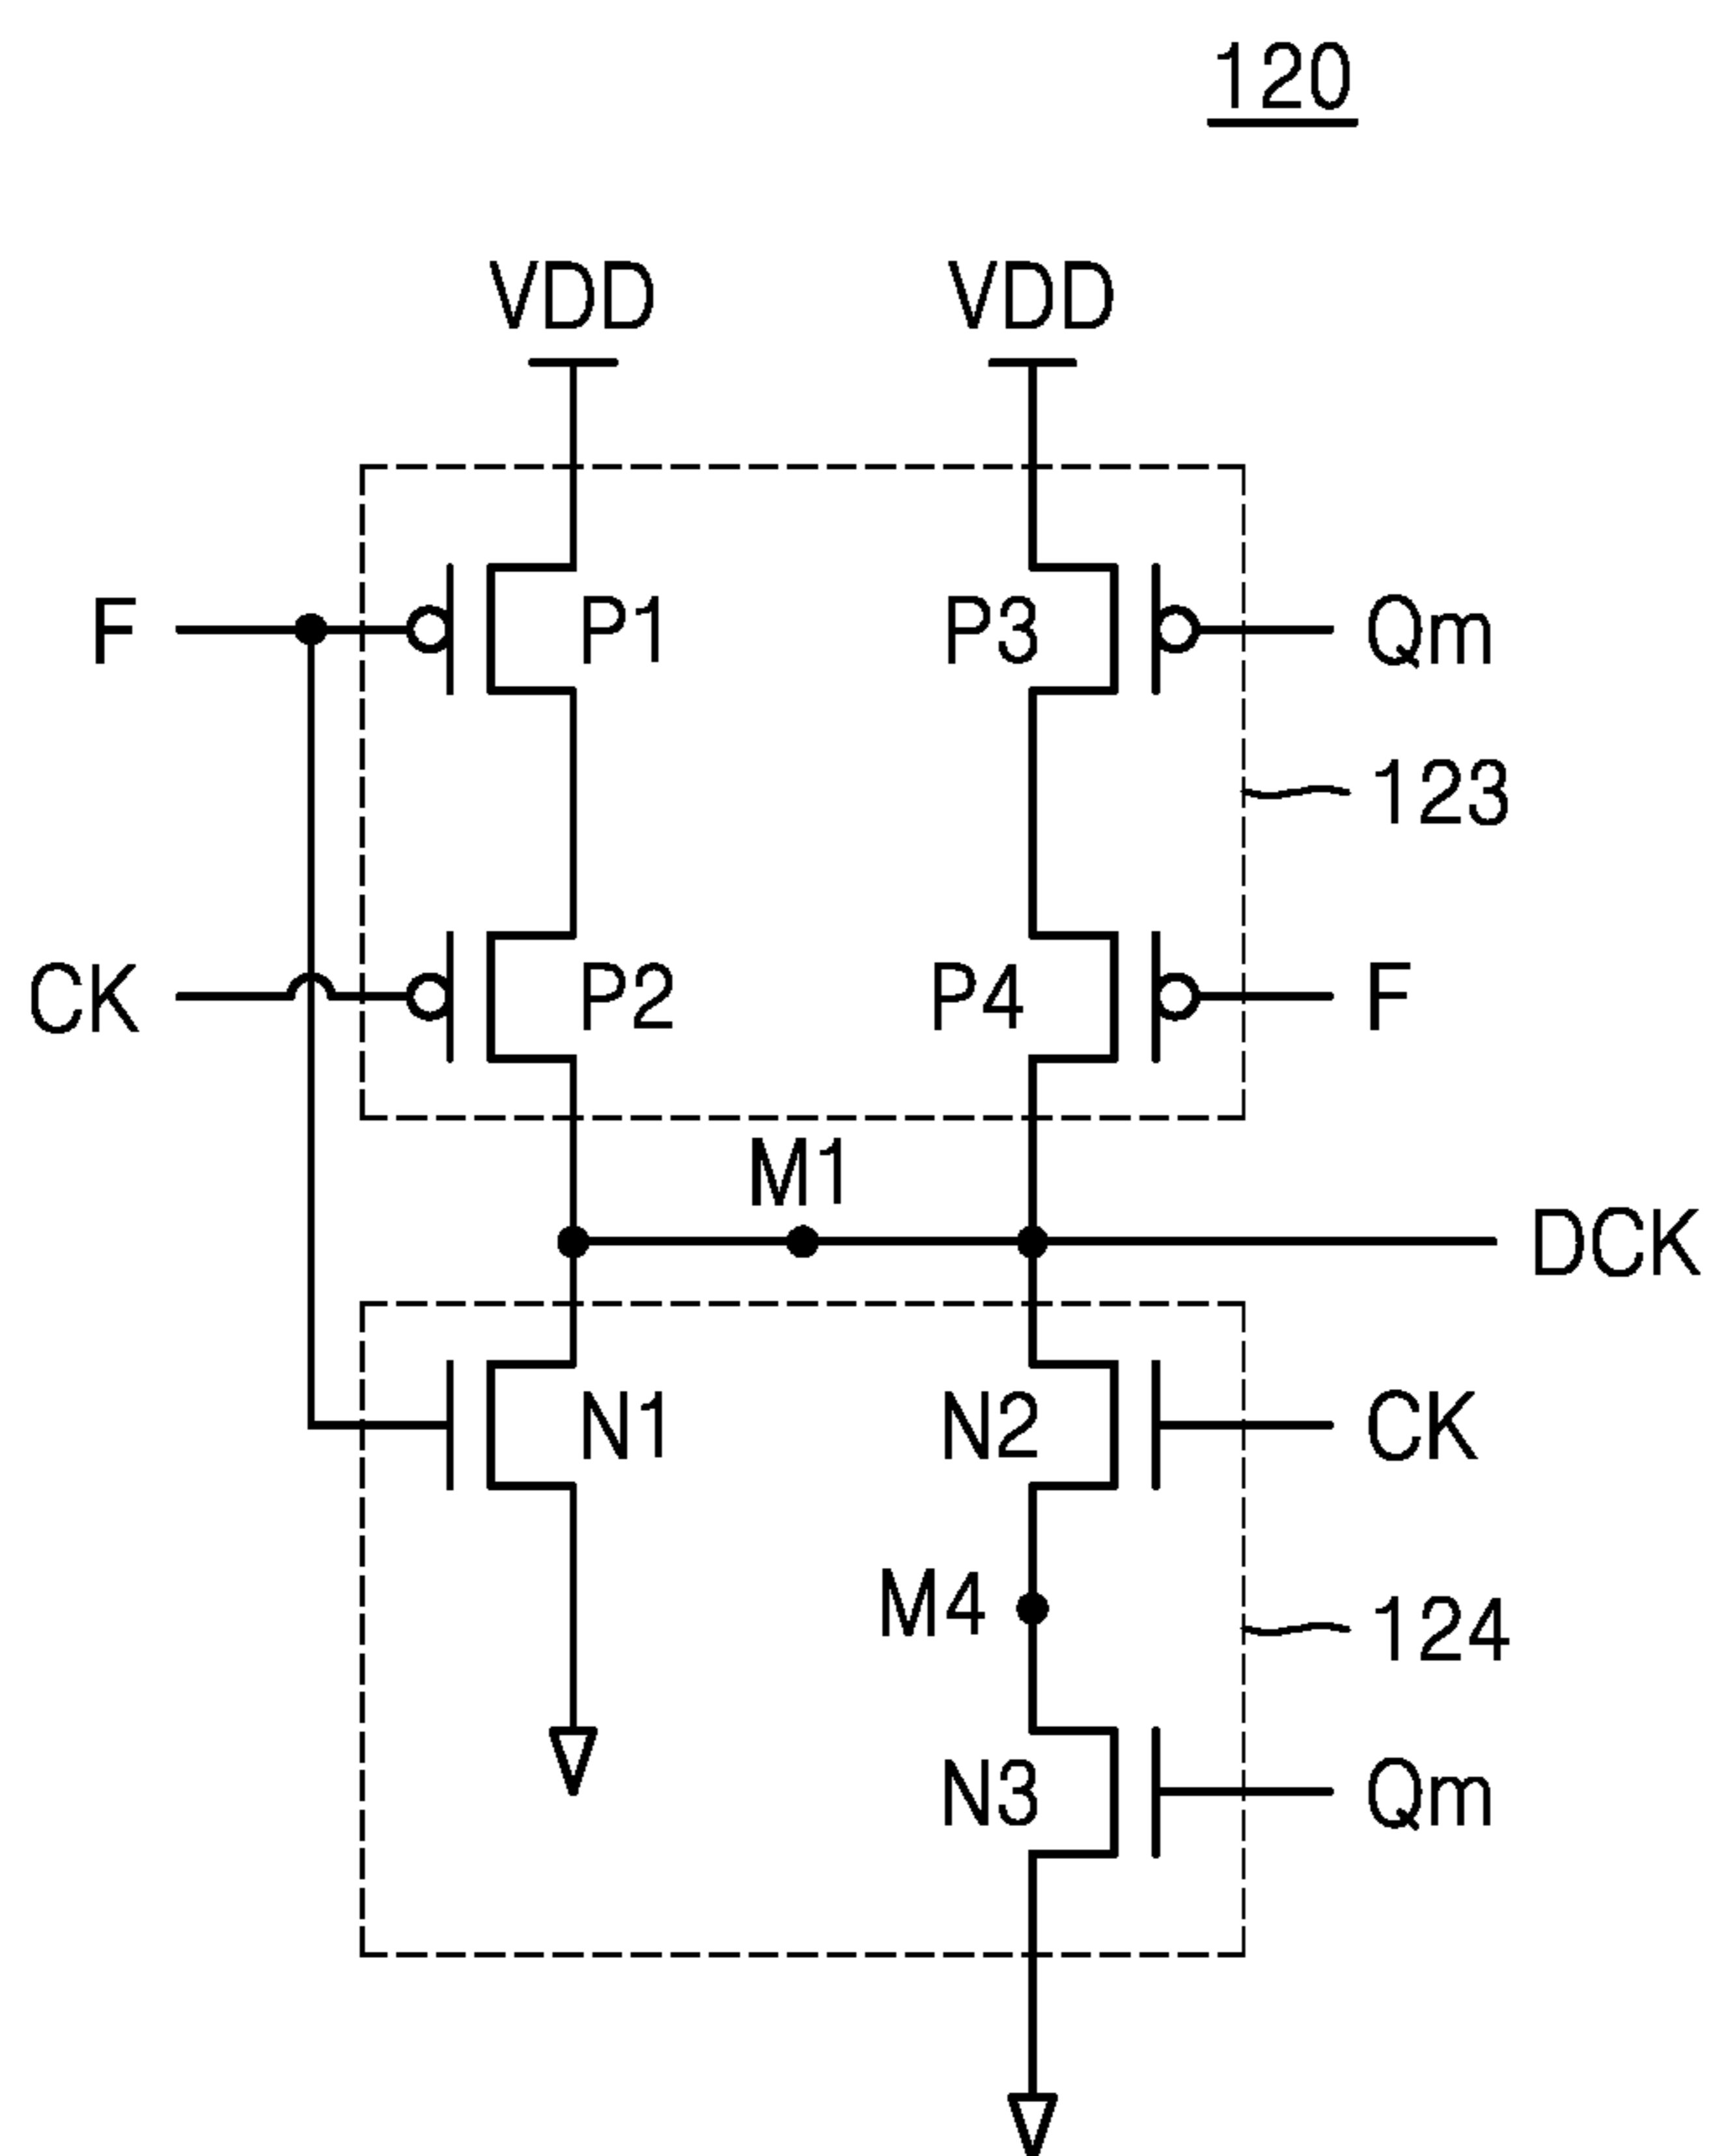 120
VDD VDD
F P1 P3 Qm
123
CK P2 P4 F
M1
DCK
N1 N2 CK
M4 124
N3 Qm